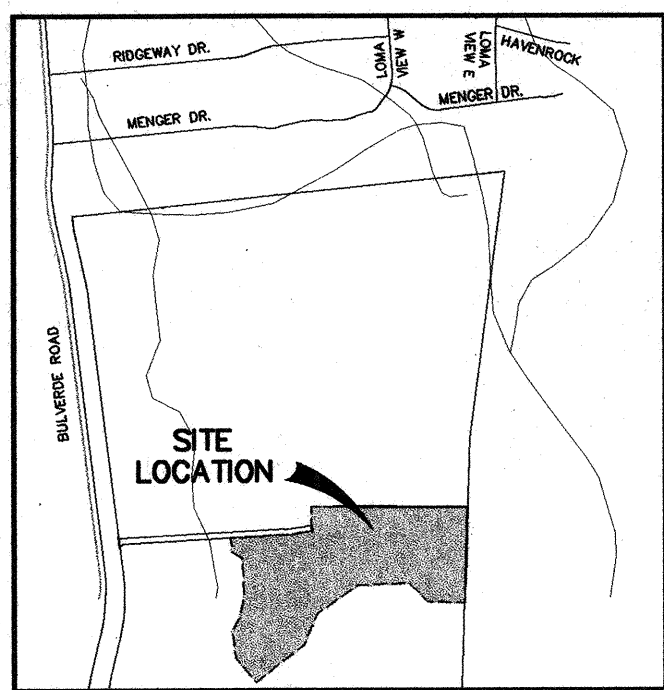 RIDGEWAY DR.
LOMA
VIEW W
LOMA
VIEW E
HAVENROCK
MENGER DR.
MENGER DR.
BULVERDE ROAD
SITE
LOCATION